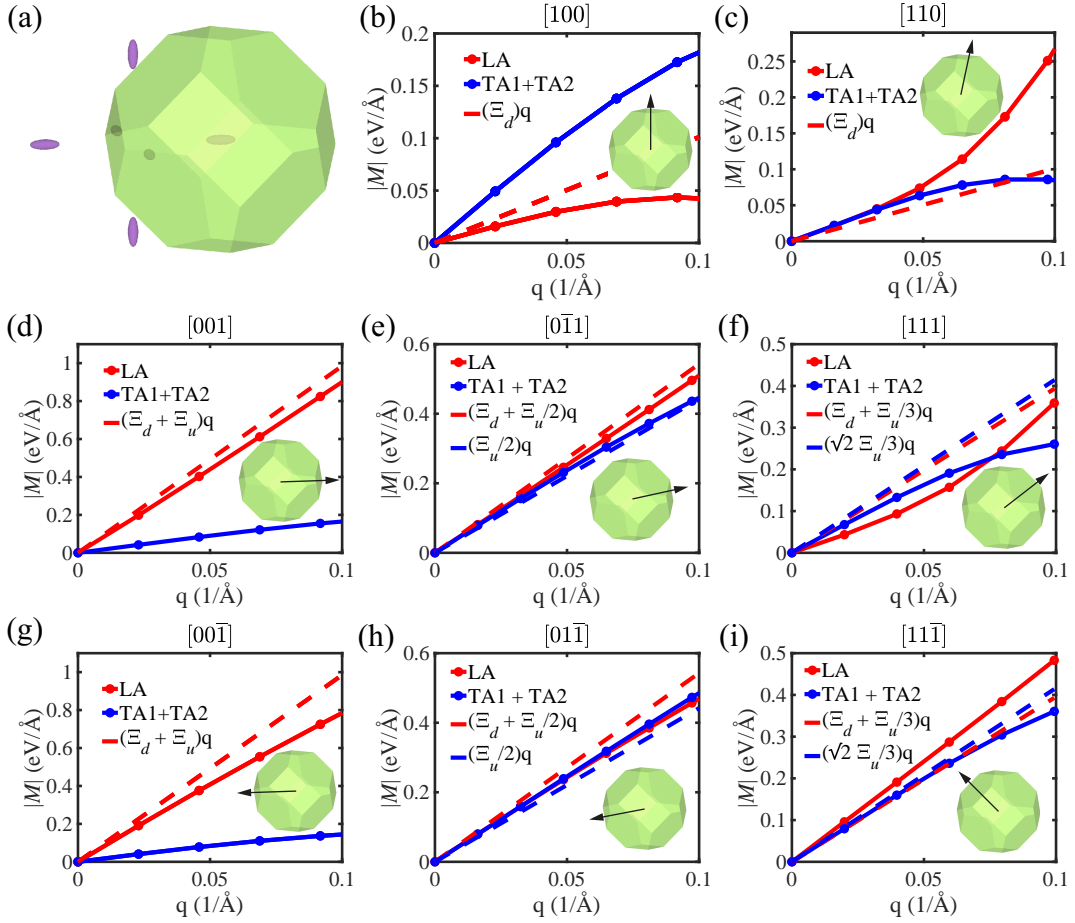 (a)
(b)
[100]
|M| (eV/Å)
0.2
0.15
0.1
0.05
0
LA
TA1+TA2
(Ξd)q
0
0.05
0.1
q (1/Å)
(c)
[110]
|M| (eV/Å)
0.25
0.2
0.15
0.1
0.05
0
LA
TA1+TA2
(Ξd)q
0
0.05
0.1
q (1/Å)
(d)
[001]
|M| (eV/Å)
1
0.8
0.6
0.4
0.2
0
LA
TA1+TA2
(Ξd + Ξu)q
0
0.05
0.1
q (1/Å)
(e)
[01̅1]
|M| (eV/Å)
0.6
0.4
0.2
0
LA
TA1 + TA2
(Ξd + Ξu/2)q
(Ξu/2)q
0
0.05
0.1
q (1/Å)
(f)
[111]
|M| (eV/Å)
0.5
0.4
0.3
0.2
0.1
0
LA
TA1 + TA2
(Ξd + Ξu/3)q
(√2 Ξu/3)q
0
0.05
0.1
q (1/Å)
(g)
[001̅]
|M| (eV/Å)
1
0.8
0.6
0.4
0.2
0
LA
TA1+TA2
(Ξd + Ξu)q
0
0.05
0.1
q (1/Å)
(h)
[011̅]
|M| (eV/Å)
0.6
0.4
0.2
0
LA
TA1 + TA2
(Ξd + Ξu/2)q
(Ξu/2)q
0
0.05
0.1
q (1/Å)
(i)
[111̅]
|M| (eV/Å)
0.5
0.4
0.3
0.2
0.1
0
LA
TA1 + TA2
(Ξd + Ξu/3)q
(√2 Ξu/3)q
0
0.05
0.1
q (1/Å)